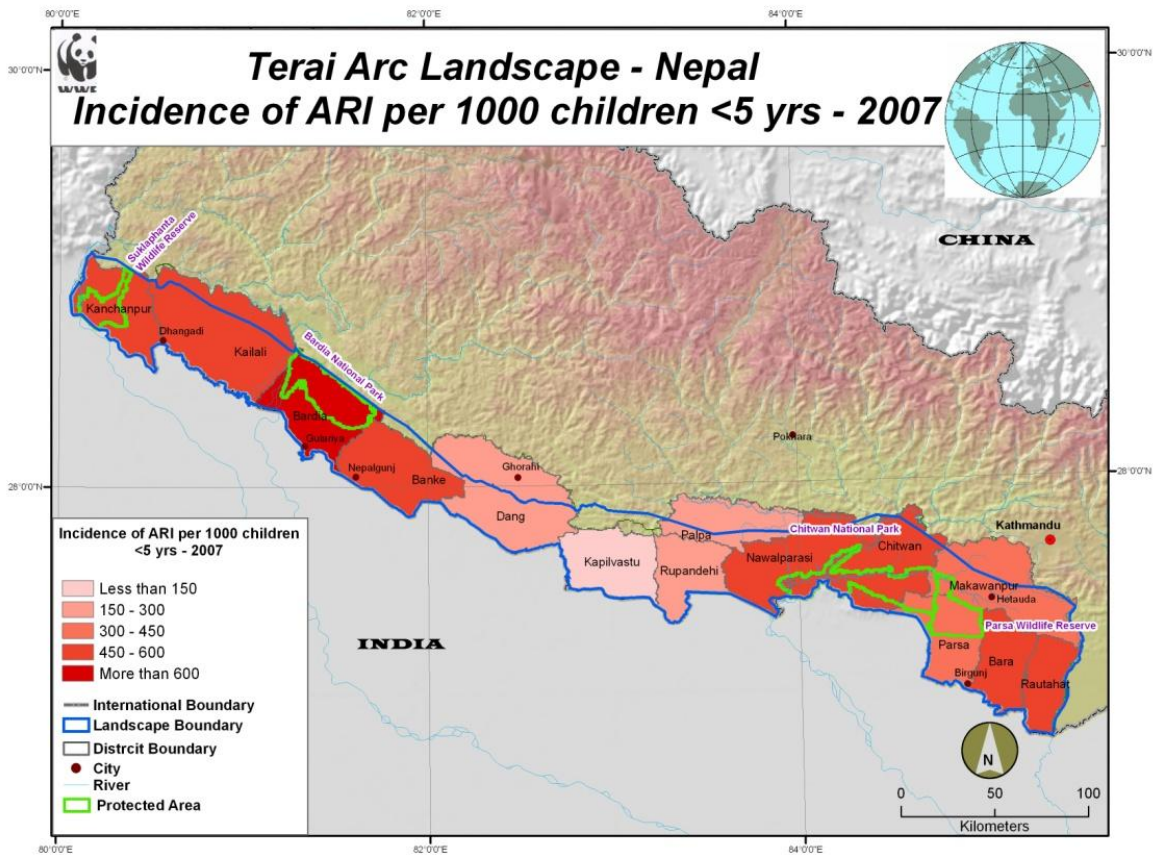 80°0'0"E
82°0'0"E
84°0'0"E
WWF
Terai Arc Landscape - Nepal
Incidence of ARI per 1000 children <5 yrs - 2007
30°0'0"N
30°0'0"N
CHINA
Suklaphanta
Wildlife Reserve
Kanchanpur
Dhangadi
Kailali
Bardia National Park
Bardia
Gulariya
Nepalgunj
Banke
Ghorahi
Dang
Pokhara
28°0'0"N
28°0'0"N
Kapilvastu
Palpa
Rupandehi
Chitwan National Park
Nawalparasi
Chitwan
Kathmandu
Makawanpur
Hetauda
Parsa Wildlife Reserve
Parsa
Bara
Birgunj
Rautahat
INDIA
Incidence of ARI per 1000 children
<5 yrs - 2007
Less than 150
150 - 300
300 - 450
450 - 600
More than 600
International Boundary
Landscape Boundary
Distrcit Boundary
City
River
Protected Area
N
0 50 100
Kilometers
80°0'0"E
82°0'0"E
84°0'0"E